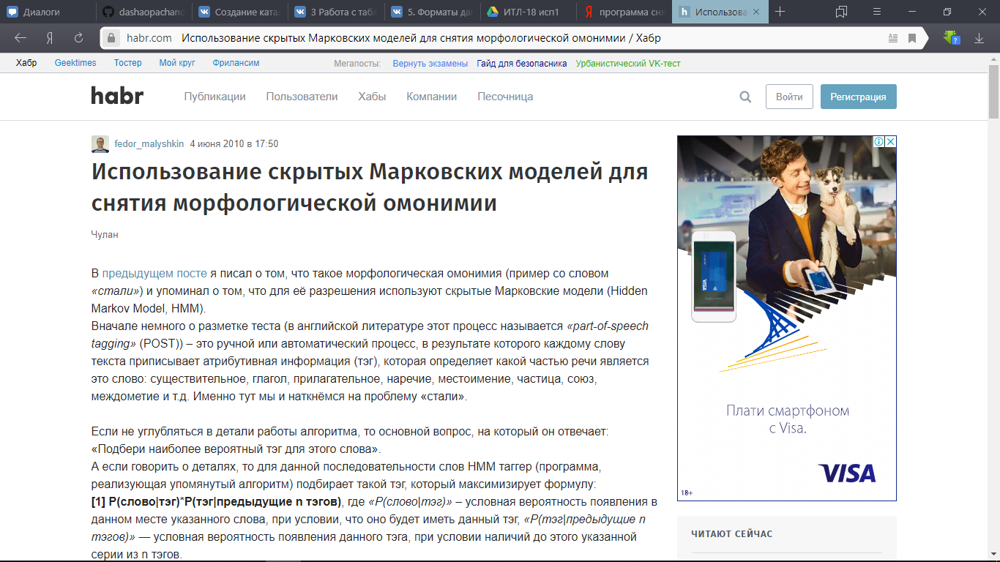 Диалоги
dashaopachano
Создание ката
3 Работа с табл
5. Форматы да
ИТЛ-18 исп1
программа сня
Использова
habr.com Использование скрытых Марковских моделей для снятия морфологической омонимии / Хабр
Хабр Geektimes Тостер Мой круг Фрилансим Мегапосты: Вернуть экзамены Гайд для безопасника Урбанистический VK-тест
habr Публикации Пользователи Хабы Компании Песочница Войти Регистрация
fedor_malyshkin 4 июня 2010 в 17:50
Использование скрытых Марковских моделей для
снятия морфологической омонимии
Чулан
В предыдущем посте я писал о том, что такое морфологическая омонимия (пример со словом
«стали») и упоминал о том, что для её разрешения используют скрытые Марковские модели (Hidden
Markov Model, HMM).
Вначале немного о разметке теста (в английской литературе этот процесс называется «part-of-speech
tagging» (POST)) – это ручной или автоматический процесс, в результате которого каждому слову
текста приписывает атрибутивная информация (тэг), которая определяет какой частью речи является
это слово: существительное, глагол, прилагательное, наречие, местоимение, частица, союз,
междометие и т.д. Именно тут мы и наткнёмся на проблему «стали».
Если не углубляться в детали работы алгоритма, то основной вопрос, на который он отвечает:
«Подбери наиболее вероятный тэг для этого слова».
А если говорить о деталях, то для данной последовательности слов HMM таггер (программа,
реализующая упомянутый алгоритм) подбирает такой тэг, который максимизирует формулу:
[1] P(слово|тэг)*P(тэг|предыдущие n тэгов), где «P(слово|тэг)» – условная вероятность появления в
данном месте указанного слова, при условии, что оно будет иметь данный тэг, «P(тэг|предыдущие n
тэгов)» — условная вероятность появления данного тэга, при условии наличий до этого указанной
серии из n тэгов.
VISA
Плати смартфоном
с Visa.
VISA
18+
ЧИТАЮТ СЕЙЧАС